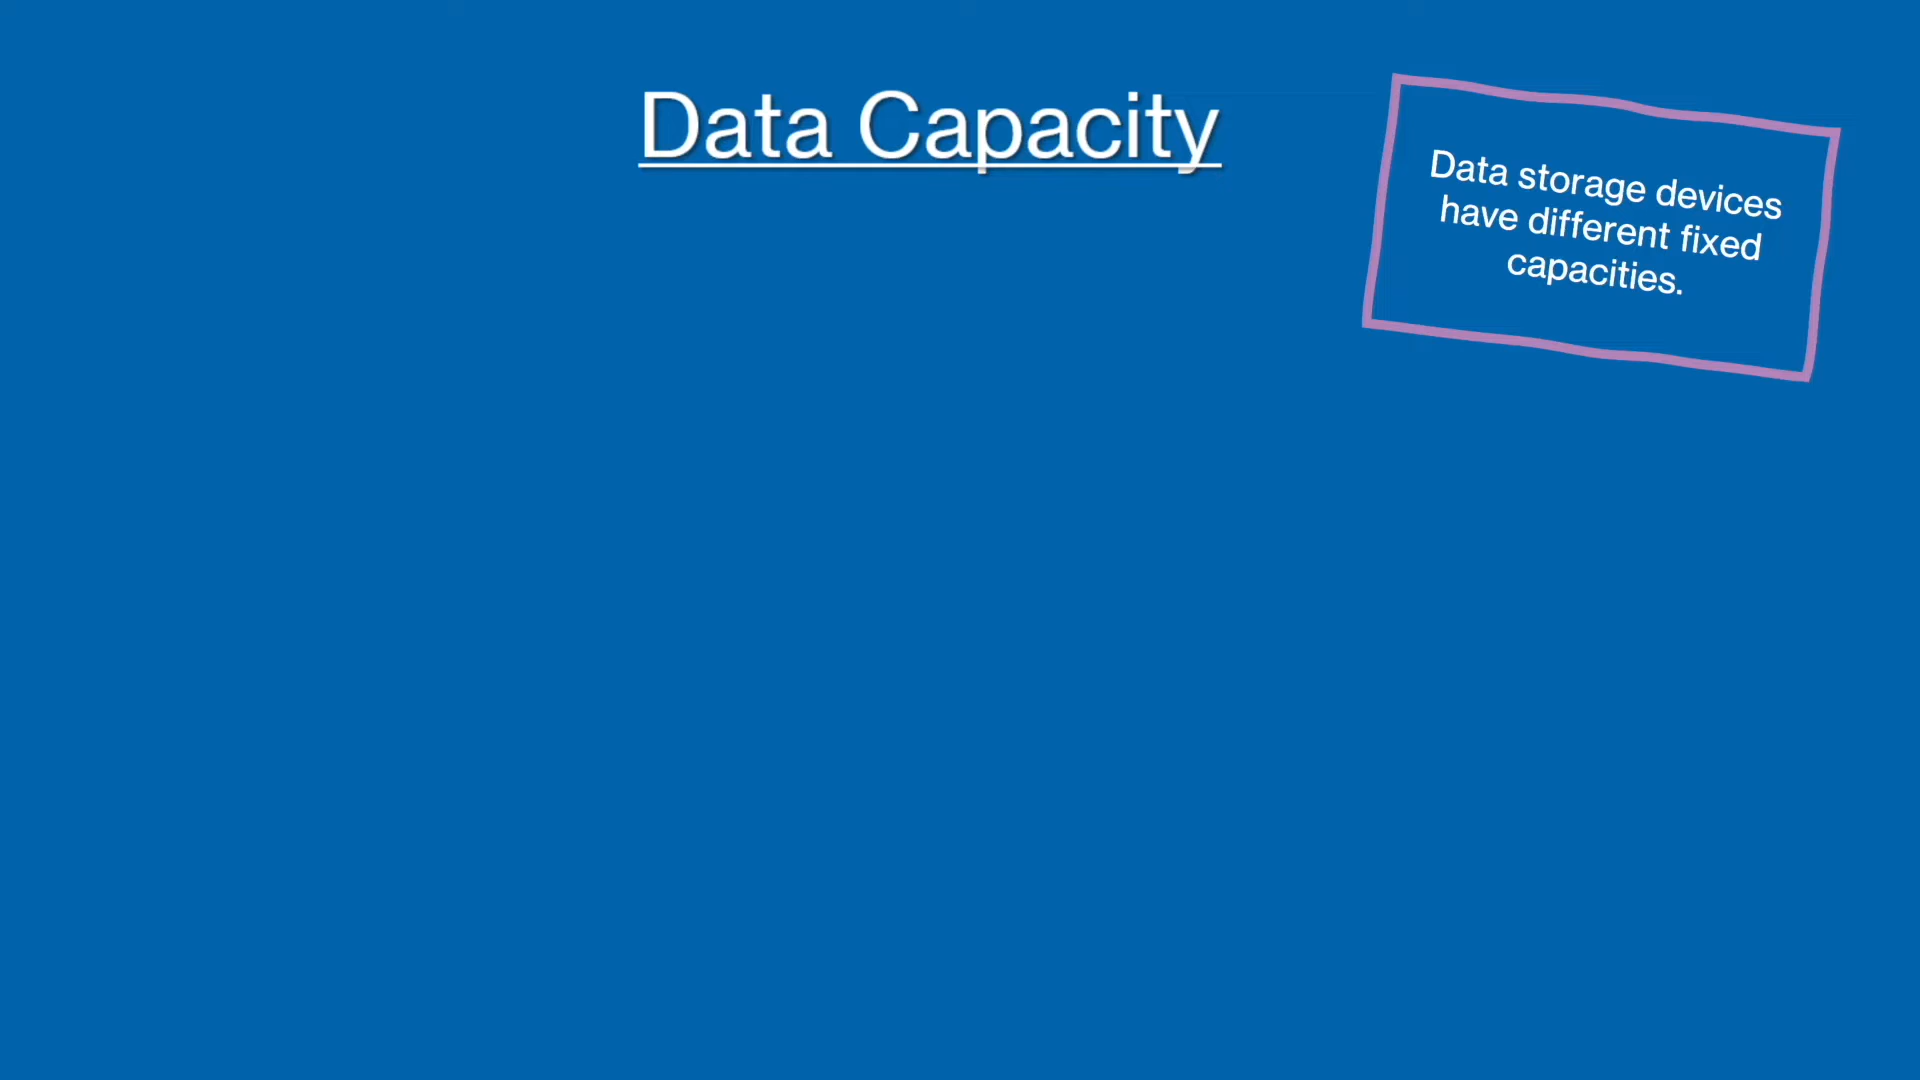 Data Capacity
Data storage devices
have different fixed
capacities.